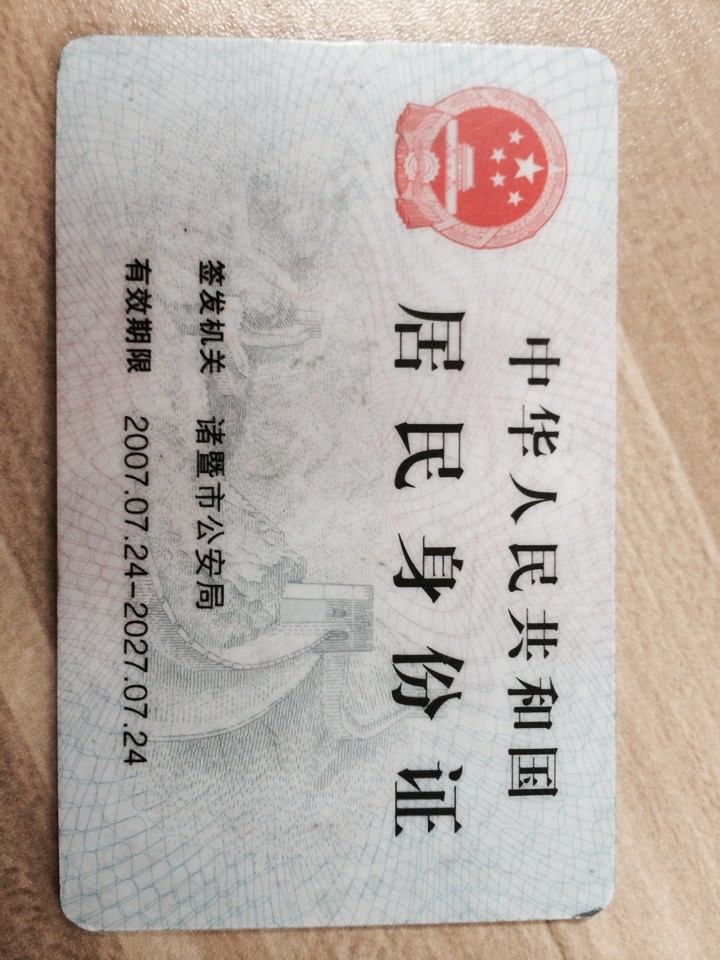 中华人民共和国
居民身份证
签发机关 诸暨市公安局
有效期限 2007.07.24-2027.07.24